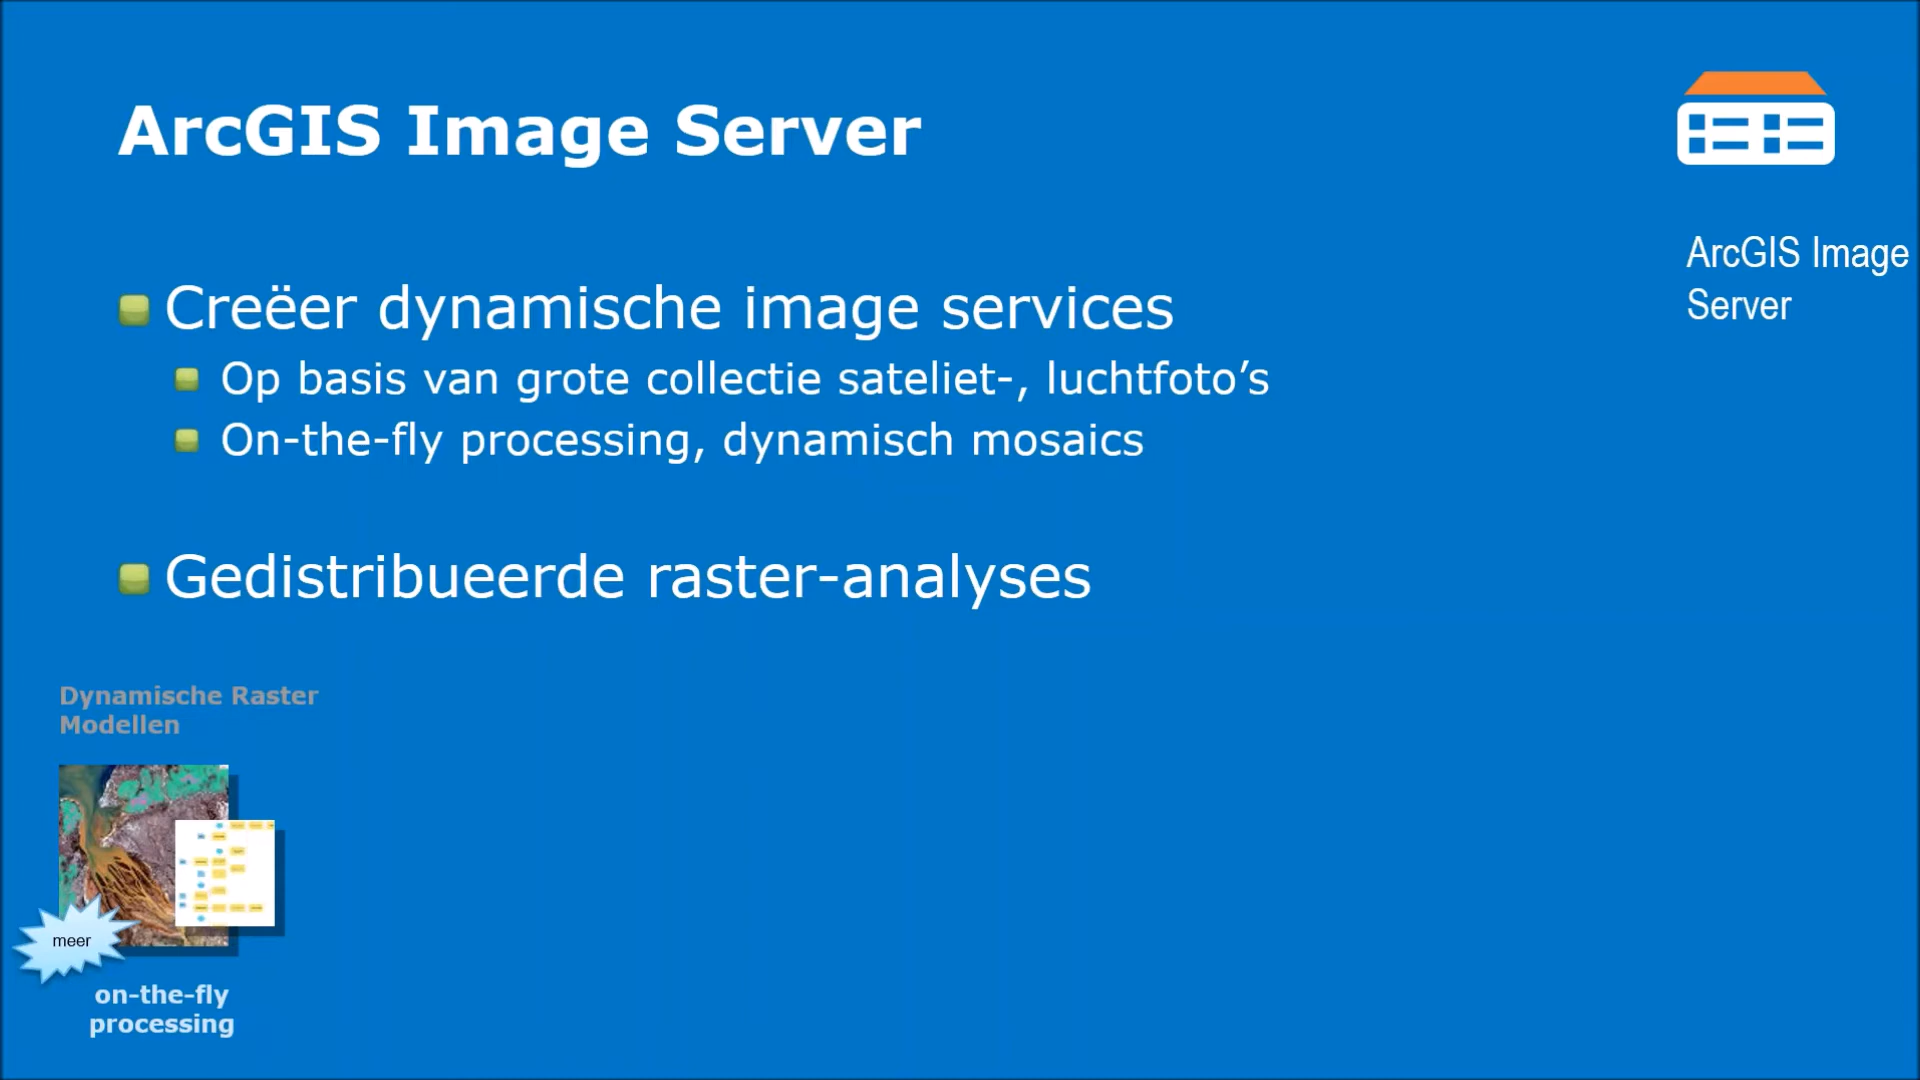 ArcGIS Image Server
ArcGIS Image
Server
Creëer dynamische image services
Op basis van grote collectie sateliet-, luchtfoto’s
On-the-fly processing, dynamisch mosaics
Gedistribueerde raster-analyses
Dynamische Raster
Modellen
meer
on-the-fly
processing